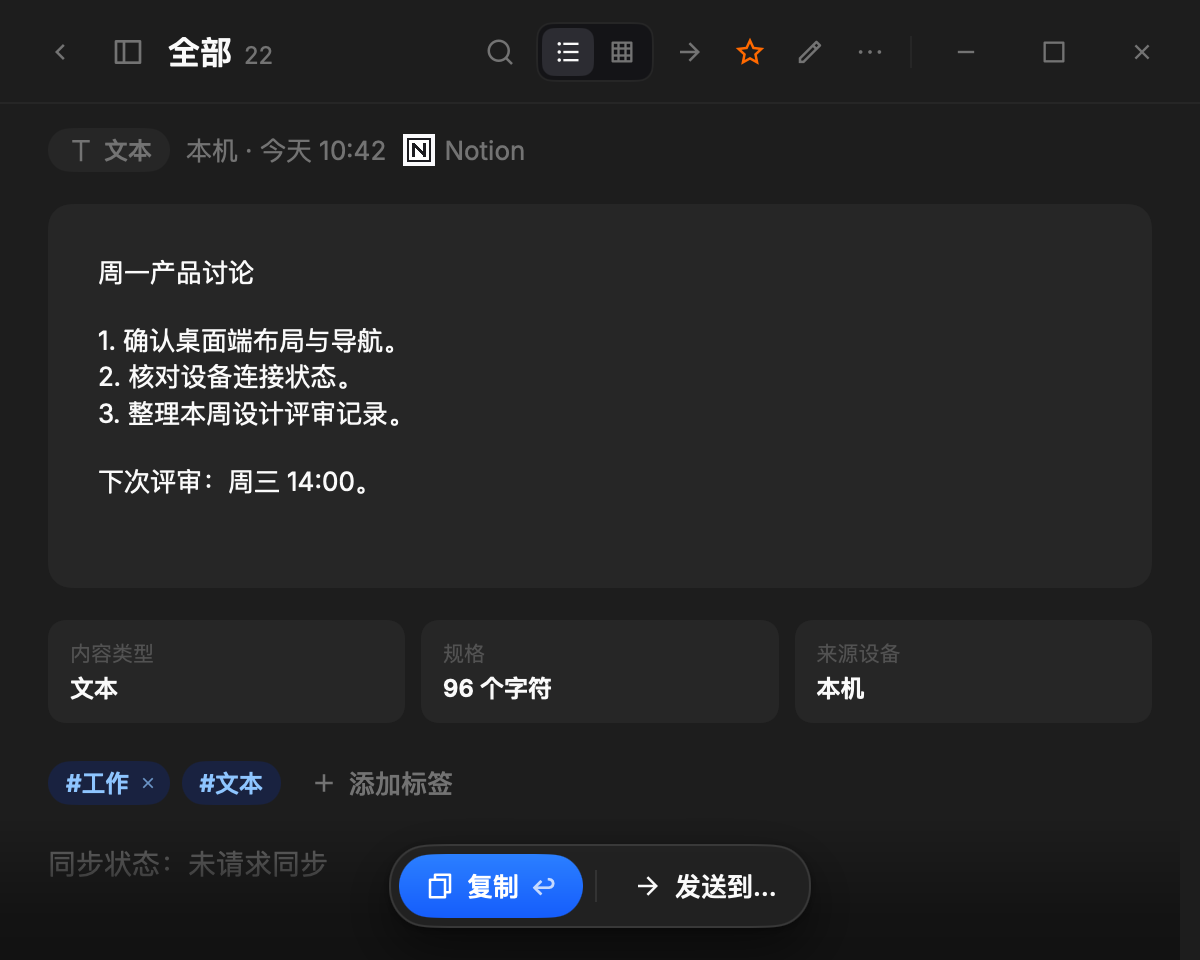 全部 22
文本 本机 · 今天 10:42 Notion
周一产品讨论
1. 确认桌面端布局与导航。
2. 核对设备连接状态。
3. 整理本周设计评审记录。
下次评审：周三 14:00。
内容类型 规格 来源设备
文本 96 个字符 本机
#工作 × #文本 + 添加标签
同步状态：未请求同步
复制 发送到...